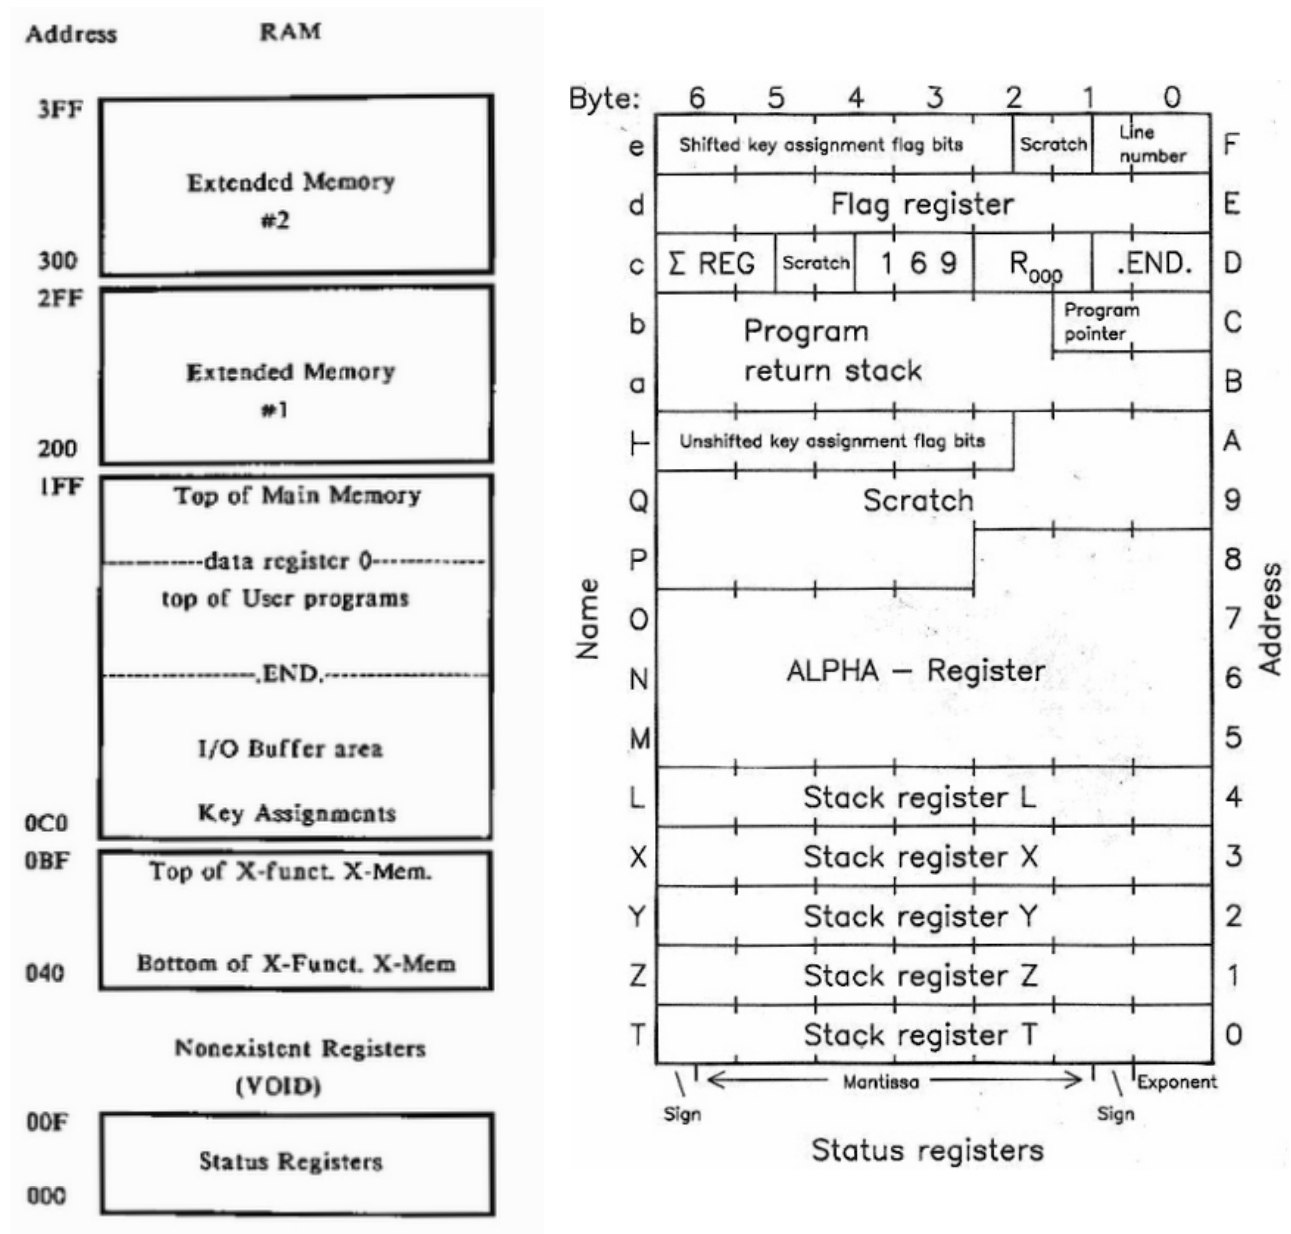 Address RAM
3FF
Extended Memory
#2
300
2FF
Extended Memory
#1
200
1FF
Top of Main Memory
data register 0
top of User programs
.END.
I/O Buffer area
Key Assignments
0C0
0BF
Top of X-funct. X-Mem.
Bottom of X-Funct. X-Mem
040
Nonexistent Registers
(VOID)
00F
Status Registers
000
Byte: 6 5 4 3 2 1 0
e Shifted key assignment flag bits Scratch Line number F
d Flag register E
c Σ REG Scratch 1 6 9 R000 .END. D
b Program return stack Program pointer C
a B
⊢ Unshifted key assignment flag bits A
Q Scratch 9
P 8
O 7
N ALPHA – Register 6
M 5
L Stack register L 4
X Stack register X 3
Y Stack register Y 2
Z Stack register Z 1
T Stack register T 0
Name
Address
Sign Mantissa Sign Exponent
Status registers